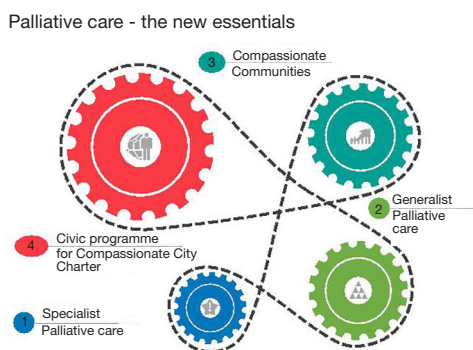 Palliative care - the new essentials
3 Compassionate
Communities
2 Generalist
Palliative
care
4 Civic programme
for Compassionate City
Charter
1 Specialist
Palliative care